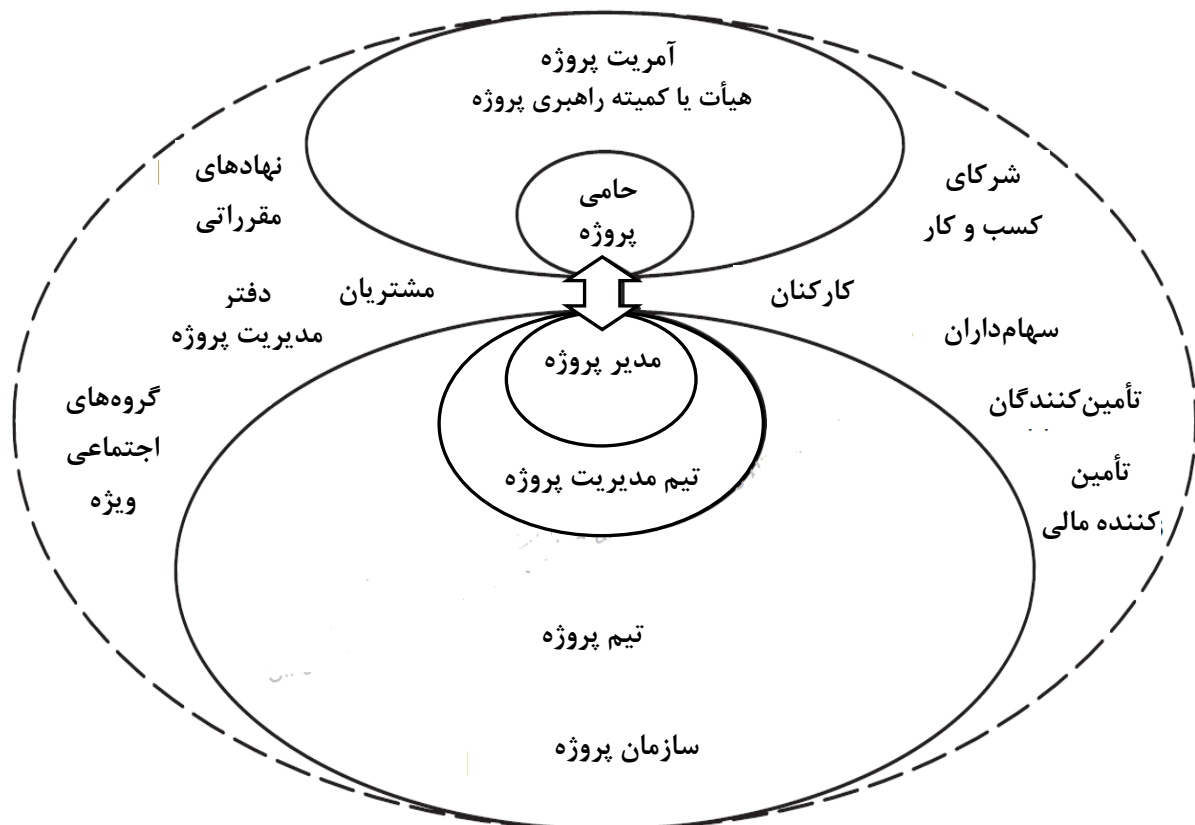 آمریت پروژه
هیأت یا کمیته راهبری پروژه
حامی
پروژه
شرکای
کسب و کار
نهادهای
مقرراتی
کارکنان
مشتریان
دفتر
مدیریت پروژه
سهام‌داران
مدیر پروژه
تأمین‌کنندگان
گروه‌های
اجتماعی
ویژه
تأمین
کننده مالی
تیم مدیریت پروژه
تیم پروژه
سازمان پروژه